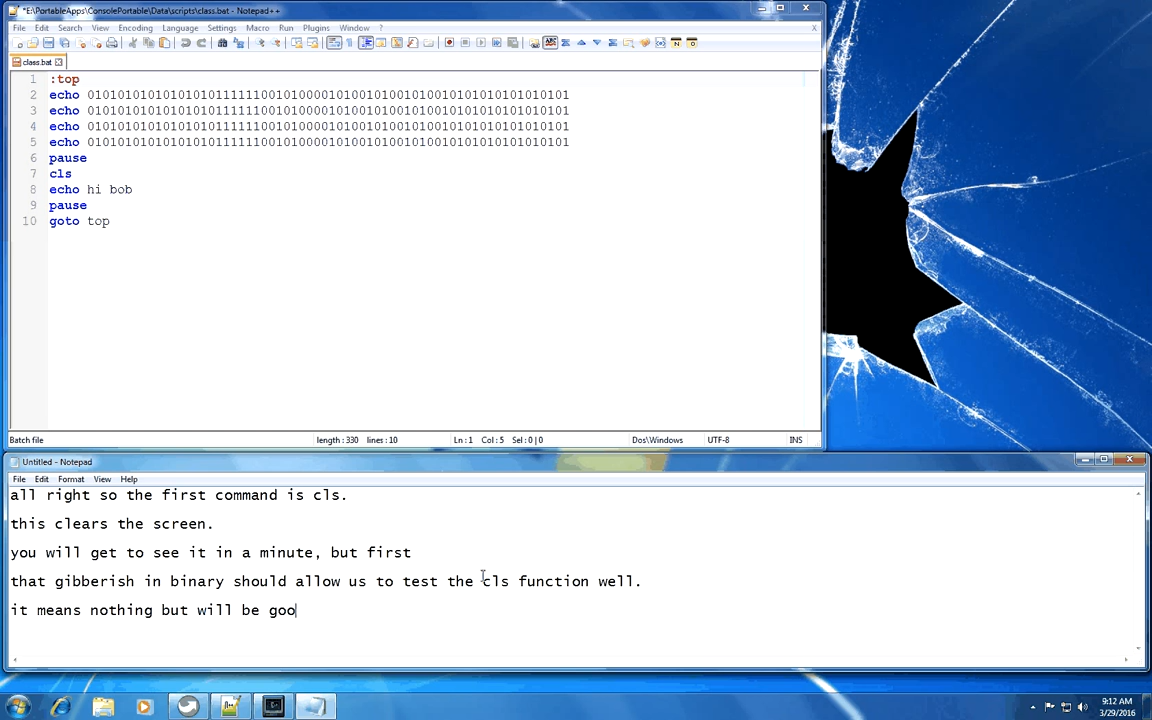 *E:\PortableApps\ConsolePortable\Data\scripts\class.bat - Notepad++
File Edit Search View Encoding Language Settings Macro Run Plugins Window ? X
class.bat
1 :top
2 echo 0101010101010101011111100101000010100101001010010101010101010101
3 echo 0101010101010101011111100101000010100101001010010101010101010101
4 echo 0101010101010101011111100101000010100101001010010101010101010101
5 echo 0101010101010101011111100101000010100101001010010101010101010101
6 pause
7 cls
8 echo hi bob
9 pause
10 goto top
Batch file length : 330 lines : 10 Ln : 1 Col : 5 Sel : 0 | 0 Dos\Windows UTF-8 INS
Untitled - Notepad
File Edit Format View Help
all right so the first command is cls.
this clears the screen.
you will get to see it in a minute, but first
that gibberish in binary should allow us to test the cls function well.
it means nothing but will be goo
9:12 AM
3/29/2016